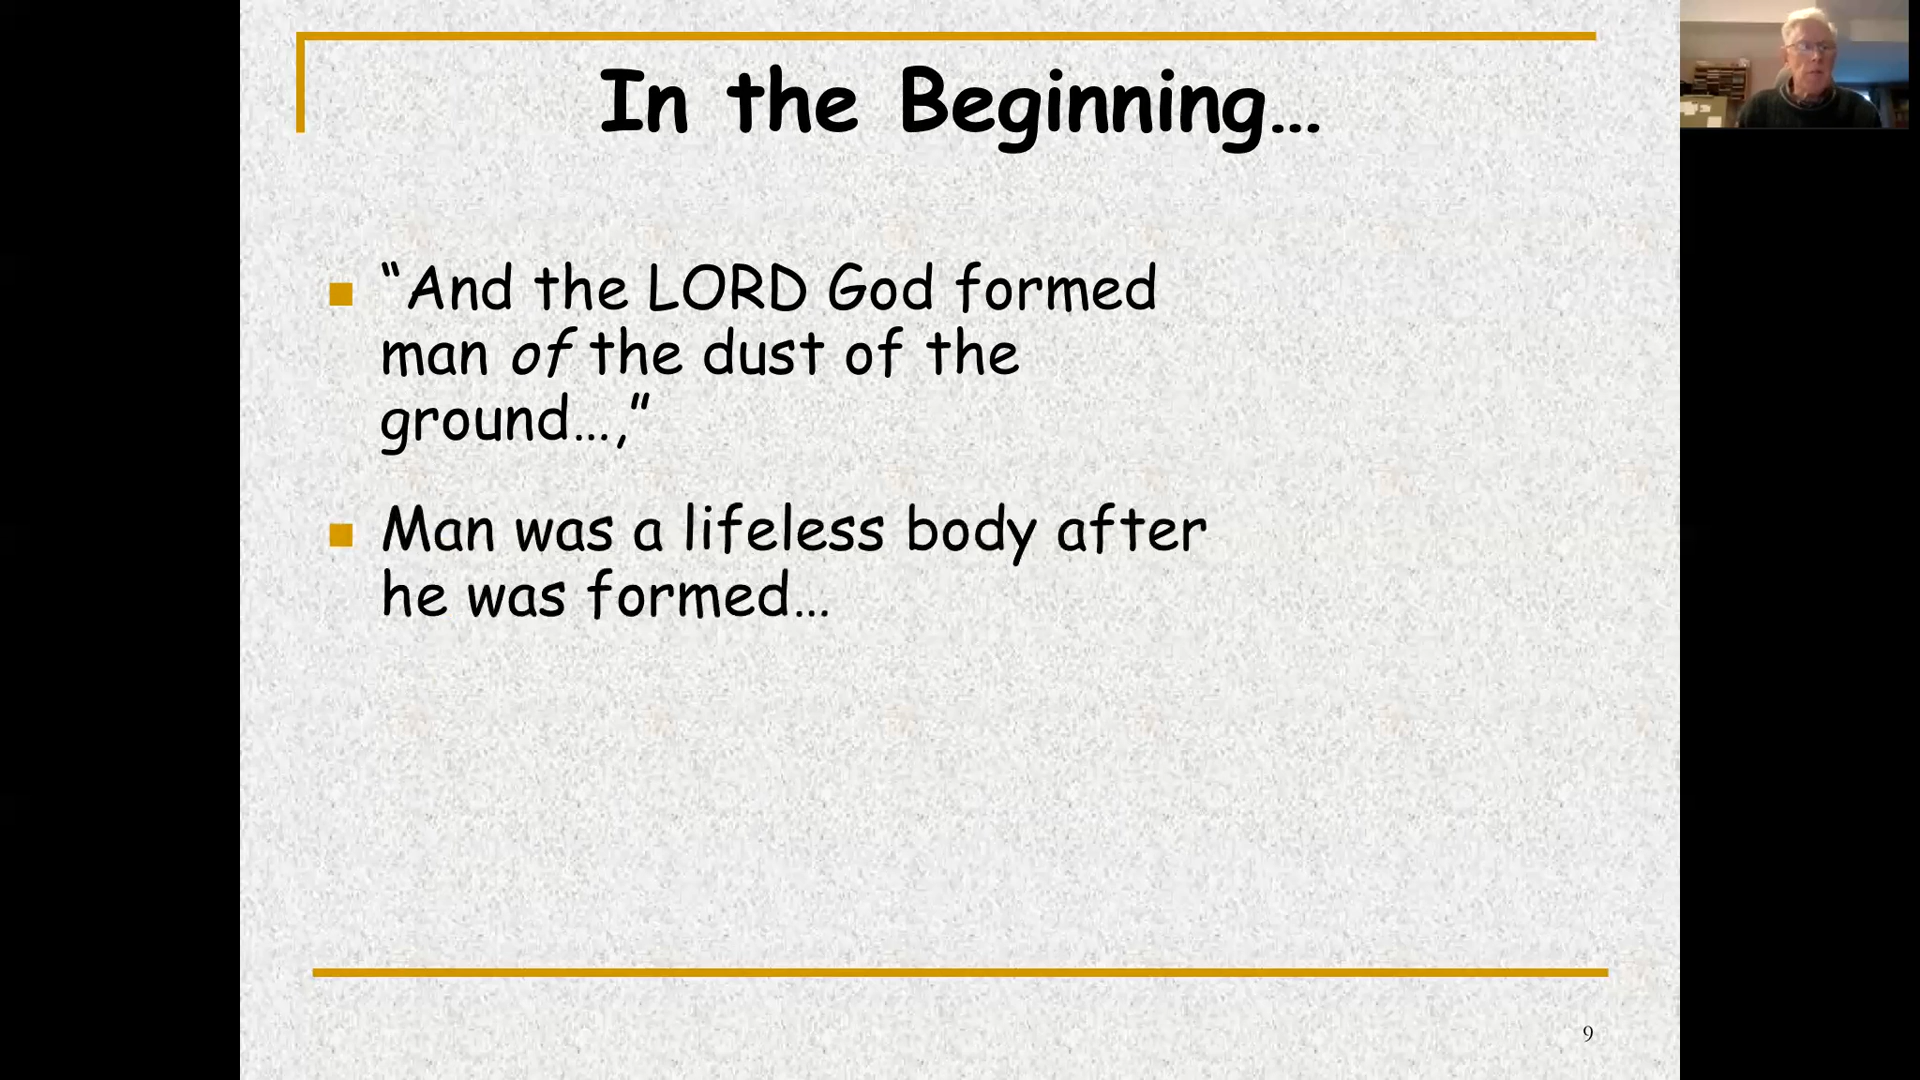 In the Beginning…
“And the LORD God formed
man of the dust of the
ground…,”
Man was a lifeless body after
he was formed…
9